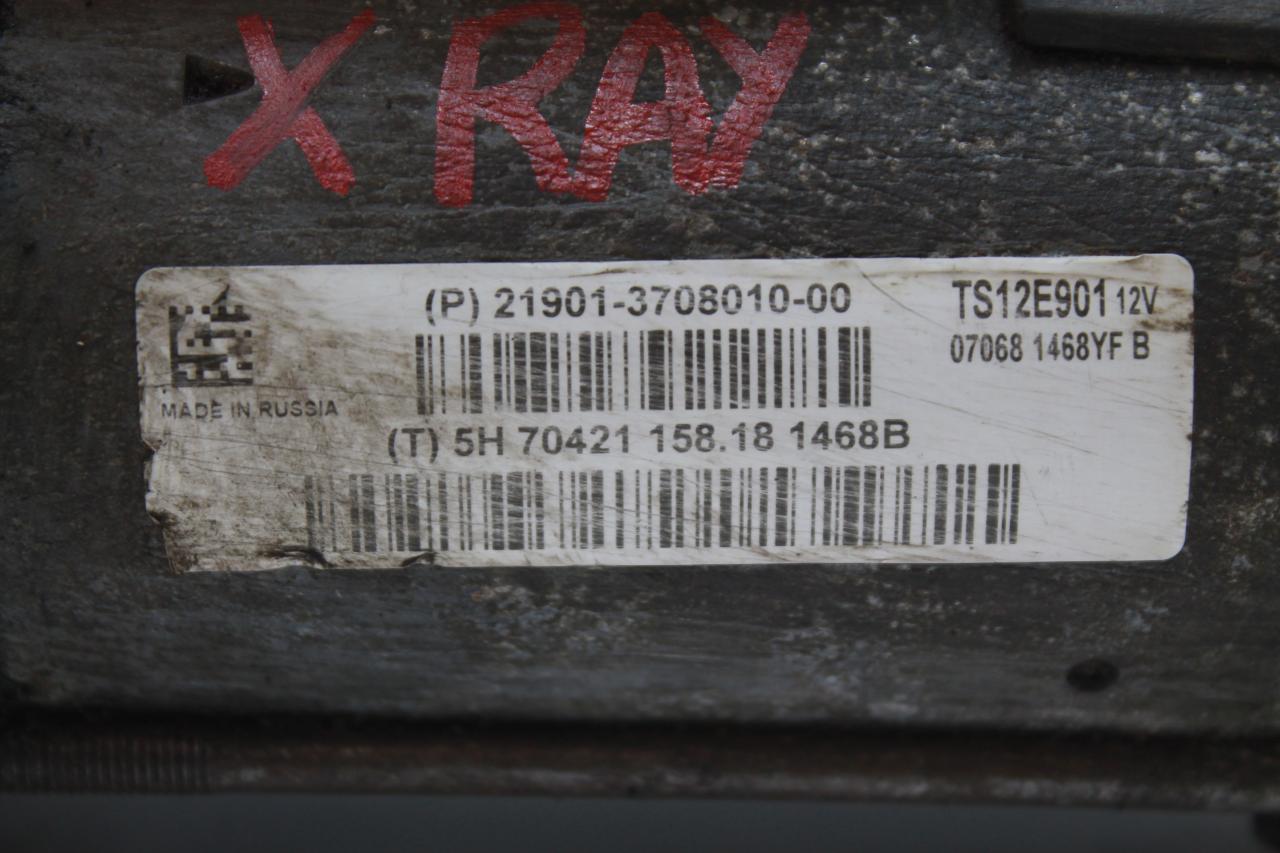 X RAY
(P) 21901-3708010-00
TS12E901 12V
07068 1468YF B
MADE IN RUSSIA
(T) 5H 70421 158.18 1468B